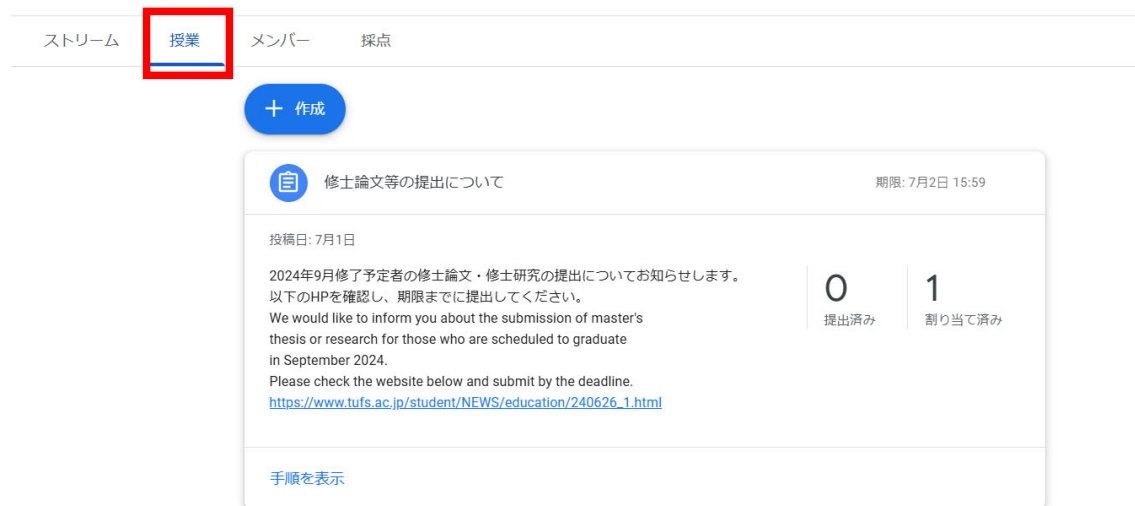 ストリーム 授業 メンバー 採点
+ 作成
修士論文等の提出について 期限: 7月2日 15:59
投稿日: 7月1日
2024年9月修了予定者の修士論文・修士研究の提出についてお知らせします。
以下のHPを確認し、期限までに提出してください。
We would like to inform you about the submission of master's
thesis or research for those who are scheduled to graduate
in September 2024.
Please check the website below and submit by the deadline.
https://www.tufs.ac.jp/student/NEWS/education/240626_1.html
0 1
提出済み 割り当て済み
手順を表示